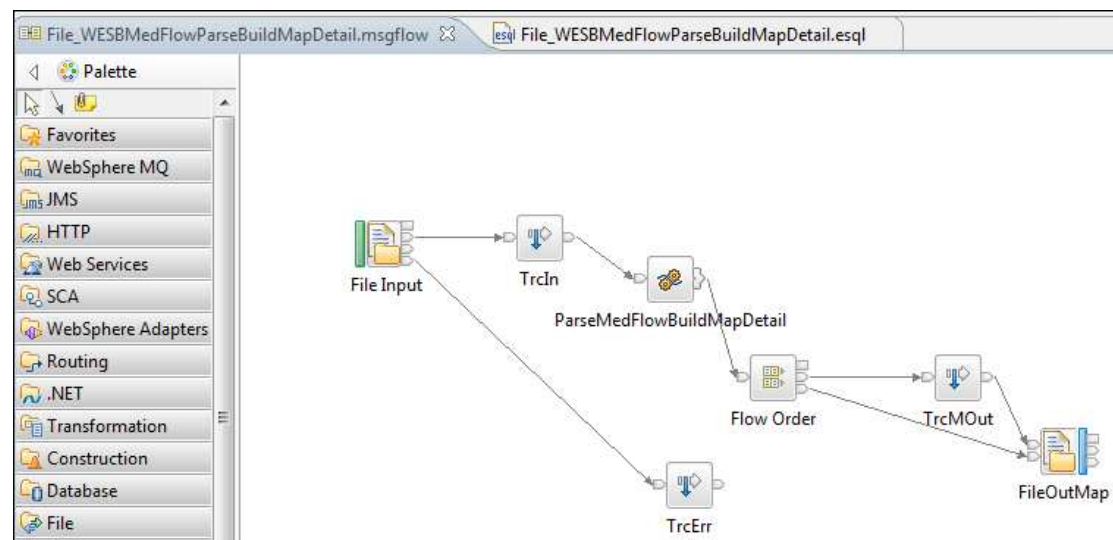 File_WESBMedFlowParseBuildMapDetail.msgflow
File_WESBMedFlowParseBuildMapDetail.esql
Palette
Favorites
WebSphere MQ
JMS
HTTP
Web Services
SCA
WebSphere Adapters
Routing
.NET
Transformation
Construction
Database
File
File Input
TrcIn
ParseMedFlowBuildMapDetail
Flow Order
TrcMOut
FileOutMap
TrcErr